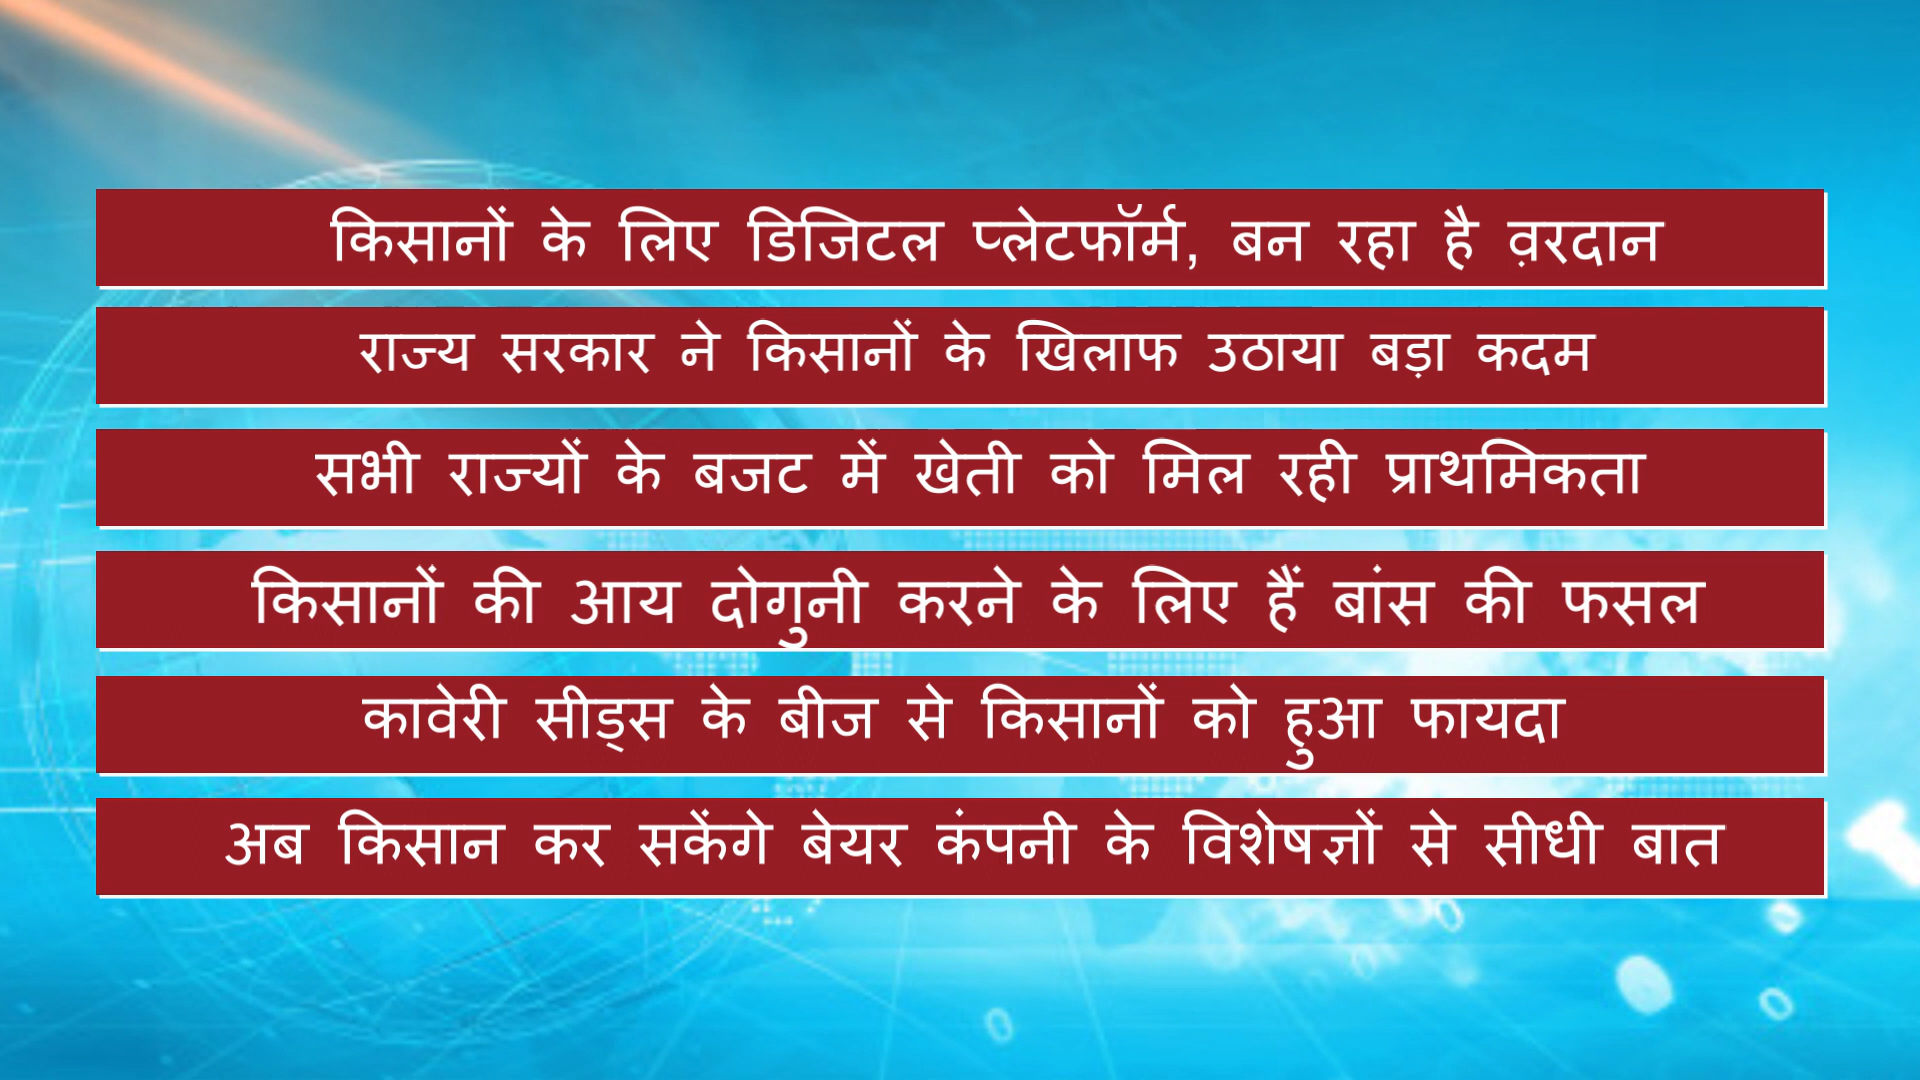 किसानों के लिए डिजिटल प्लेटफॉर्म, बन रहा है व़रदान
राज्य सरकार ने किसानों के खिलाफ उठाया बड़ा कदम
सभी राज्यों के बजट में खेती को मिल रही प्राथमिकता
किसानों की आय दोगुनी करने के लिए हैं बांस की फसल
कावेरी सीड्स के बीज से किसानों को हुआ फायदा
अब किसान कर सकेंगे बेयर कंपनी के विशेषज्ञों से सीधी बात